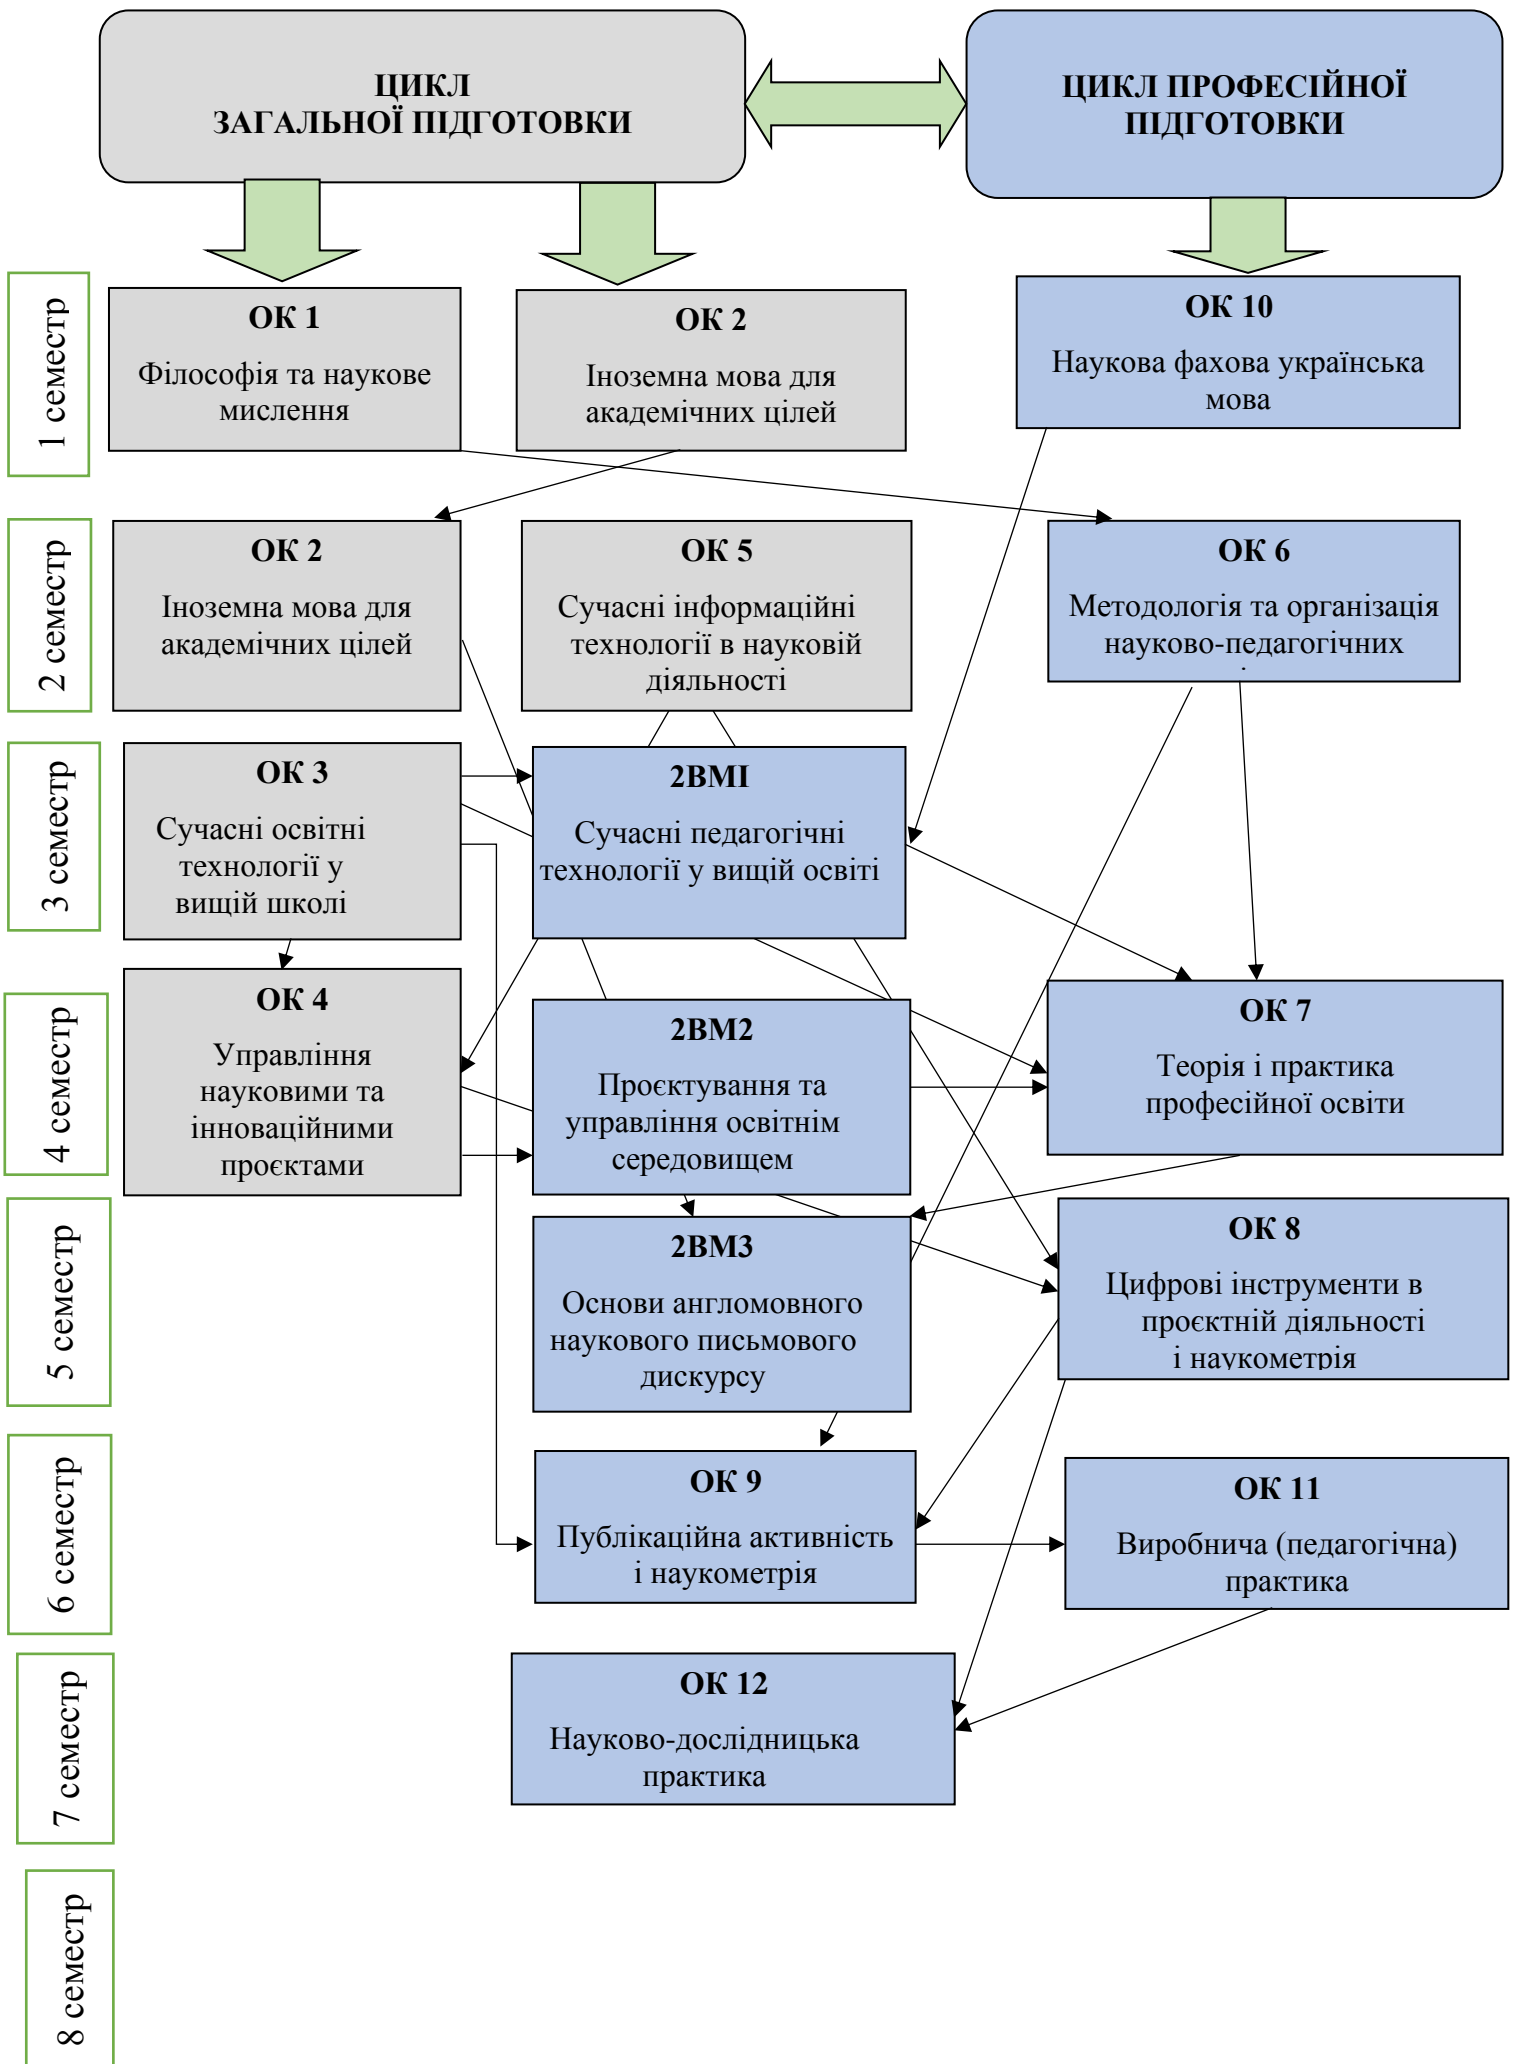 ЦИКЛ
ЗАГАЛЬНОЇ ПІДГОТОВКИ
ЦИКЛ ПРОФЕСІЙНОЇ
ПІДГОТОВКИ
1 семестр
ОК 1
Філософія та наукове
мислення
ОК 2
Іноземна мова для
академічних цілей
ОК 10
Наукова фахова українська
мова
2 семестр
ОК 2
Іноземна мова для
академічних цілей
ОК 5
Сучасні інформаційні
технології в науковій
діяльності
ОК 6
Методологія та організація
науково-педагогічних
3 семестр
ОК 3
Сучасні освітні
технології у
вищій школі
2ВМІ
Сучасні педагогічні
технології у вищій освіті
4 семестр
ОК 4
Управління
науковими та
інноваційними
проєктами
2ВМ2
Проєктування та
управління освітнім
середовищем
ОК 7
Теорія і практика
професійної освіти
5 семестр
2ВМ3
Основи англомовного
наукового письмового
дискурсу
ОК 8
Цифрові інструменти в
проєктній діяльності
і наукометрія
6 семестр
ОК 9
Публікаційна активність
і наукометрія
ОК 11
Виробнича (педагогічна)
практика
7 семестр
ОК 12
Науково-дослідницька
практика
8 семестр